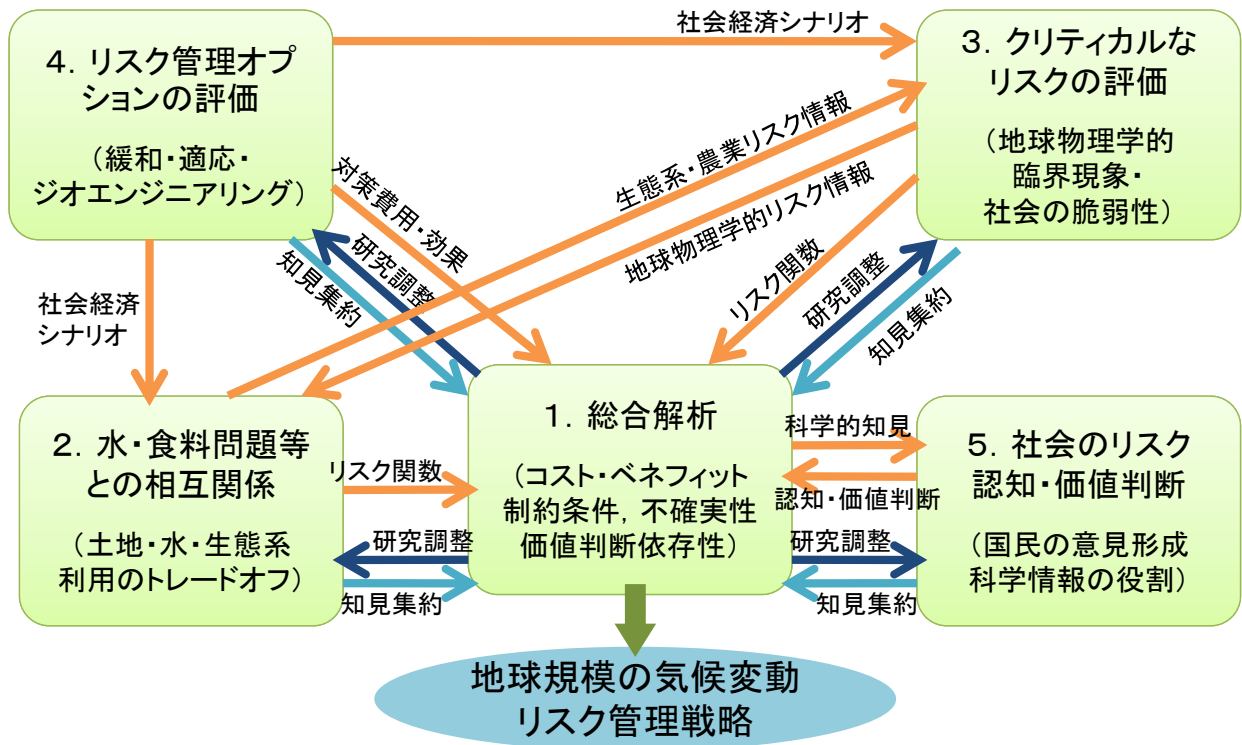 社会経済シナリオ
4．リスク管理オプ
ションの評価
（緩和・適応・
ジオエンジニアリング）
3．クリティカルな
リスクの評価
（地球物理学的
臨界現象・
社会の脆弱性）
生態系・農業リスク情報
地球物理学的リスク情報
対策費用・効果
研究調整
知見集約
リスク関数
研究調整
知見集約
社会経済
シナリオ
2．水・食料問題等
との相互関係
（土地・水・生態系
利用のトレードオフ）
リスク関数
研究調整
知見集約
1．総合解析
（コスト・ベネフィット
制約条件，不確実性
価値判断依存性）
科学的知見
認知・価値判断
研究調整
知見集約
5．社会のリスク
認知・価値判断
（国民の意見形成
科学情報の役割）
地球規模の気候変動
リスク管理戦略